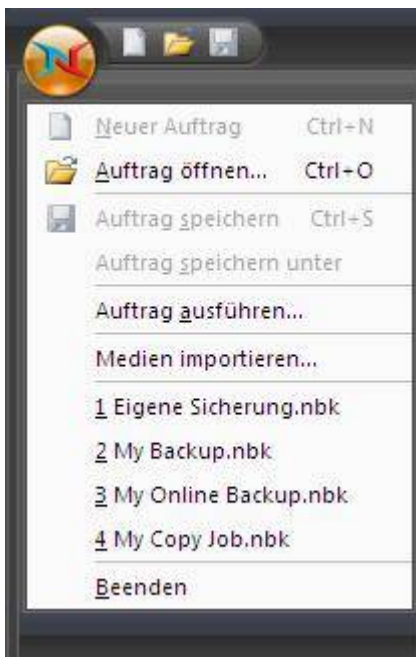 Neuer Auftrag Ctrl+N
Auftrag öffnen... Ctrl+O
Auftrag speichern Ctrl+S
Auftrag speichern unter
Auftrag ausführen...
Medien importieren...
1 Eigene Sicherung.nbk
2 My Backup.nbk
3 My Online Backup.nbk
4 My Copy Job.nbk
Beenden